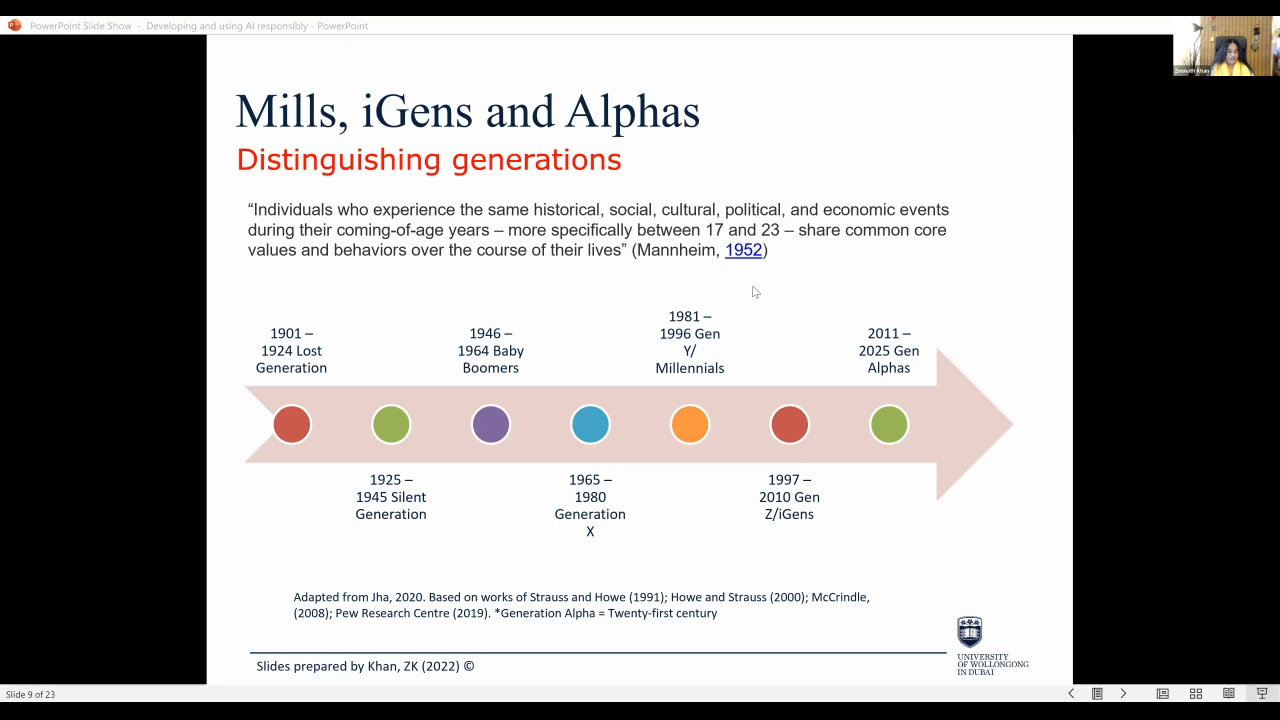 PowerPoint Slide Show - Developing and using AI responsibly - PowerPoint
Zeenath Khan
Mills, iGens and Alphas
Distinguishing generations
“Individuals who experience the same historical, social, cultural, political, and economic events
during their coming-of-age years – more specifically between 17 and 23 – share common core
values and behaviors over the course of their lives” (Mannheim, 1952)
1901 –
1924 Lost
Generation
1925 –
1945 Silent
Generation
1946 –
1964 Baby
Boomers
1965 –
1980
Generation
X
1981 –
1996 Gen
Y/
Millennials
1997 –
2010 Gen
Z/iGens
2011 –
2025 Gen
Alphas
Adapted from Jha, 2020. Based on works of Strauss and Howe (1991); Howe and Strauss (2000); McCrindle,
(2008); Pew Research Centre (2019). *Generation Alpha = Twenty-first century
Slides prepared by Khan, ZK (2022) ©
UNIVERSITY
OF WOLLONGONG
IN DUBAI
Slide 9 of 23